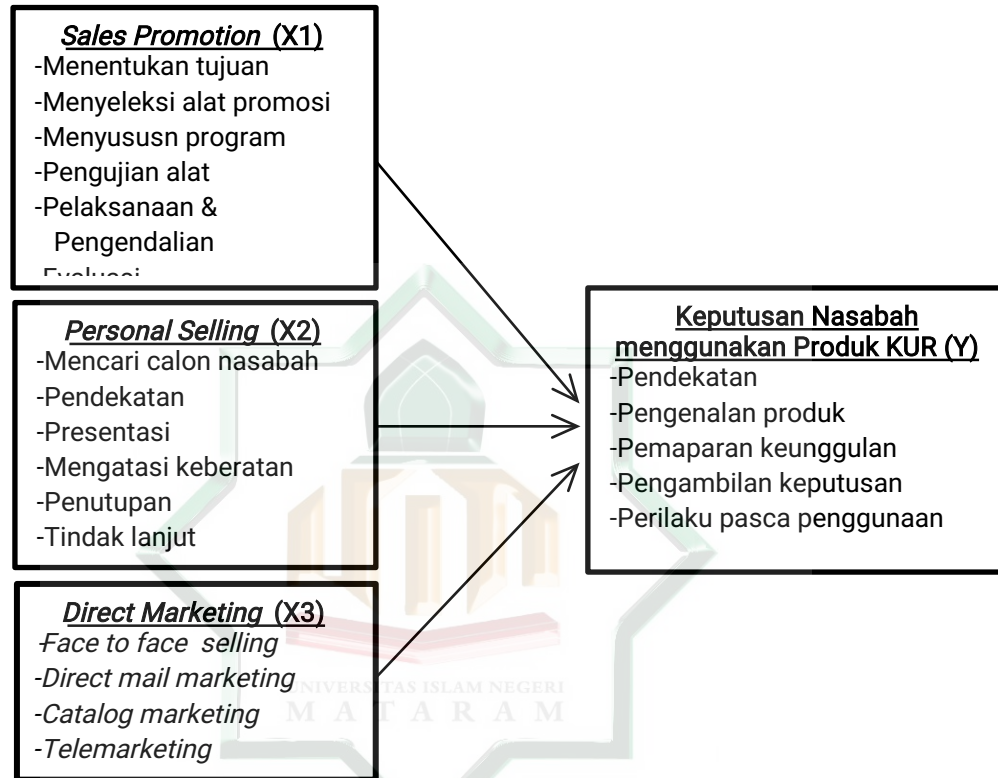 Sales Promotion (X1)
-Menentukan tujuan
-Menyeleksi alat promosi
-Menyususn program
-Pengujian alat
-Pelaksanaan &
Pengendalian
-Evaluasi
Personal Selling (X2)
-Mencari calon nasabah
-Pendekatan
-Presentasi
-Mengatasi keberatan
-Penutupan
-Tindak lanjut
Direct Marketing (X3)
-Face to face selling
-Direct mail marketing
-Catalog marketing
-Telemarketing
Keputusan Nasabah
menggunakan Produk KUR (Y)
-Pendekatan
-Pengenalan produk
-Pemaparan keunggulan
-Pengambilan keputusan
-Perilaku pasca penggunaan
UNIVERSITAS ISLAM NEGERI
MATARAM